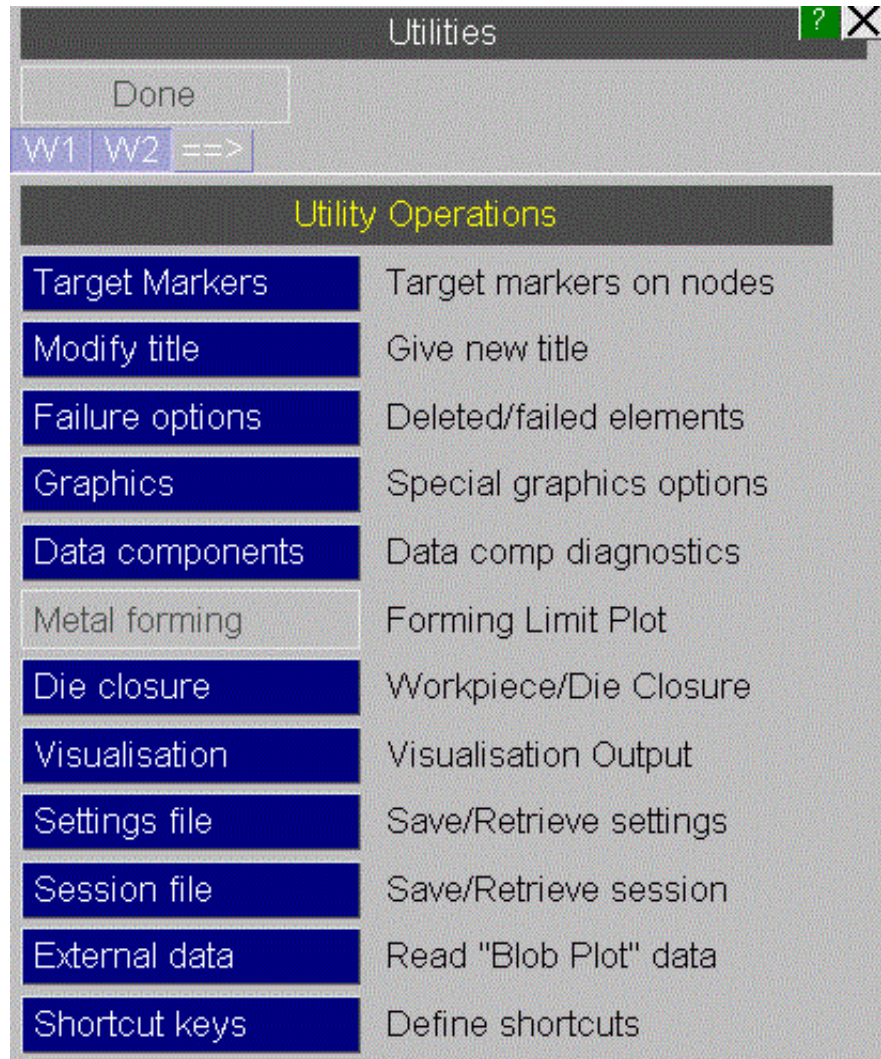 Utilities ? X
Done
W1 W2 ==>
Utility Operations
Target Markers Target markers on nodes
Modify title Give new title
Failure options Deleted/failed elements
Graphics Special graphics options
Data components Data comp diagnostics
Metal forming Forming Limit Plot
Die closure Workpiece/Die Closure
Visualisation Visualisation Output
Settings file Save/Retrieve settings
Session file Save/Retrieve session
External data Read "Blob Plot" data
Shortcut keys Define shortcuts